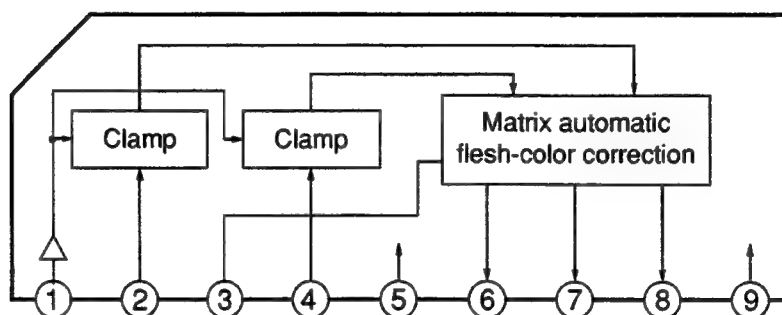 Clamp
Clamp
Matrix automatic
flesh-color correction
1 2 3 4 5 6 7 8 9